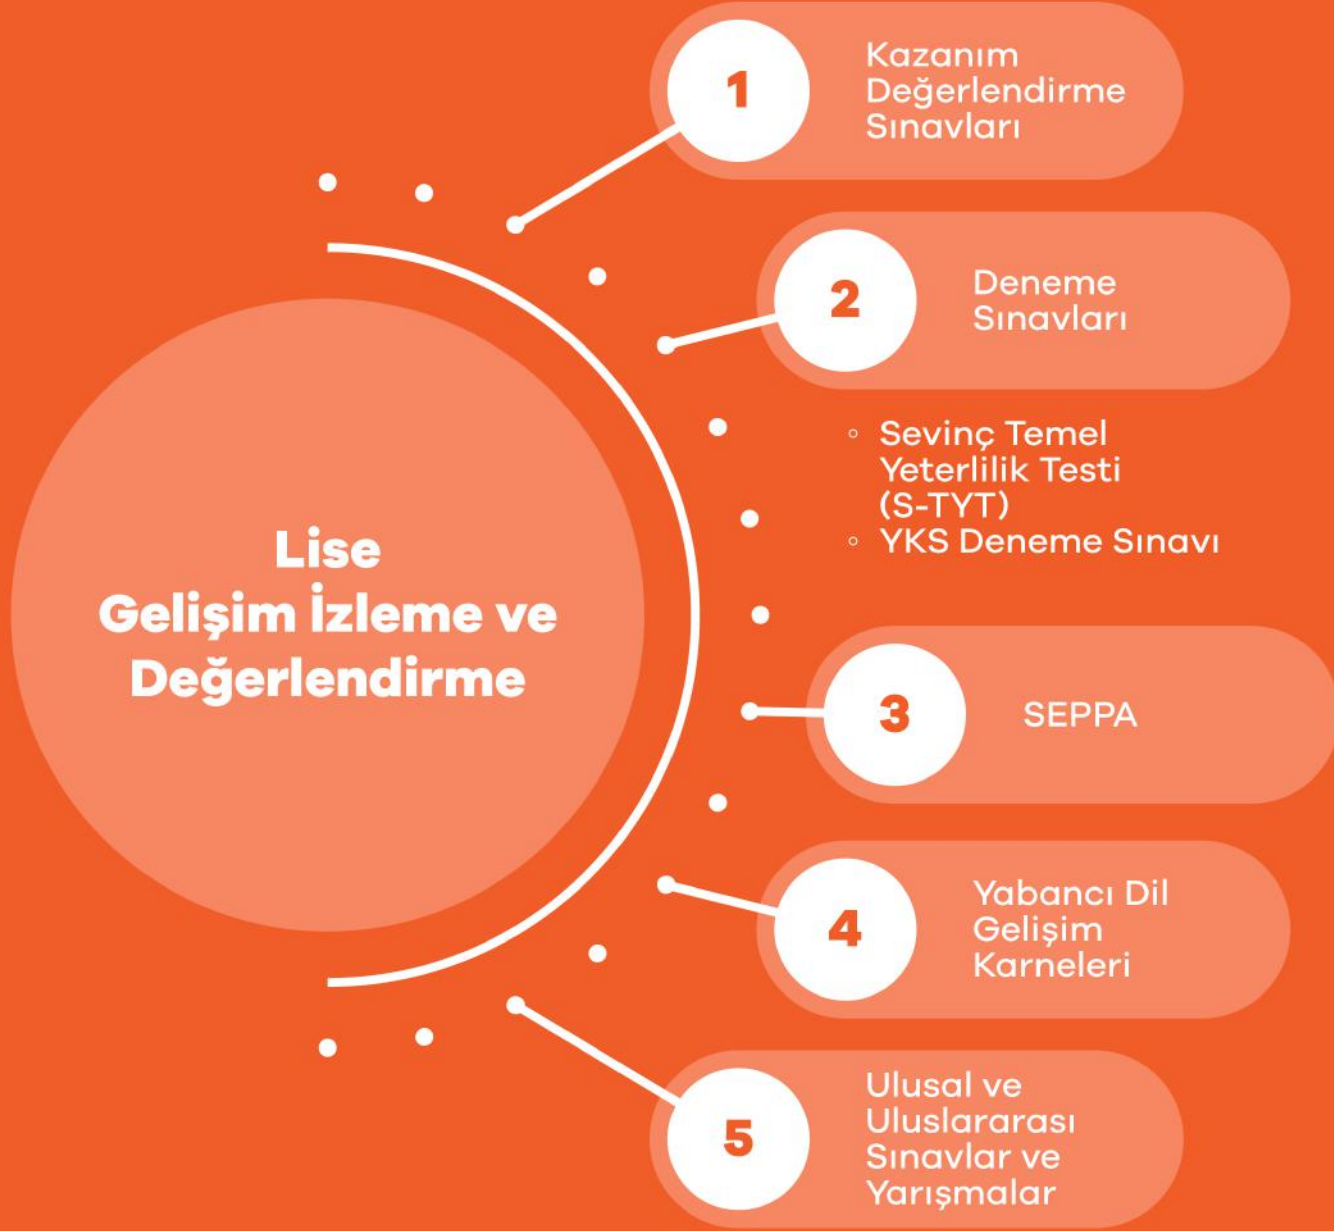 Lise
Gelişim İzleme ve
Değerlendirme
1
Kazanım
Değerlendirme
Sınavları
2
Deneme
Sınavları
◦ Sevinç Temel
Yeterlilik Testi
(S-TYT)
◦ YKS Deneme Sınavı
3
SEPPA
4
Yabancı Dil
Gelişim
Karneleri
5
Ulusal ve
Uluslararası
Sınavlar ve
Yarışmalar